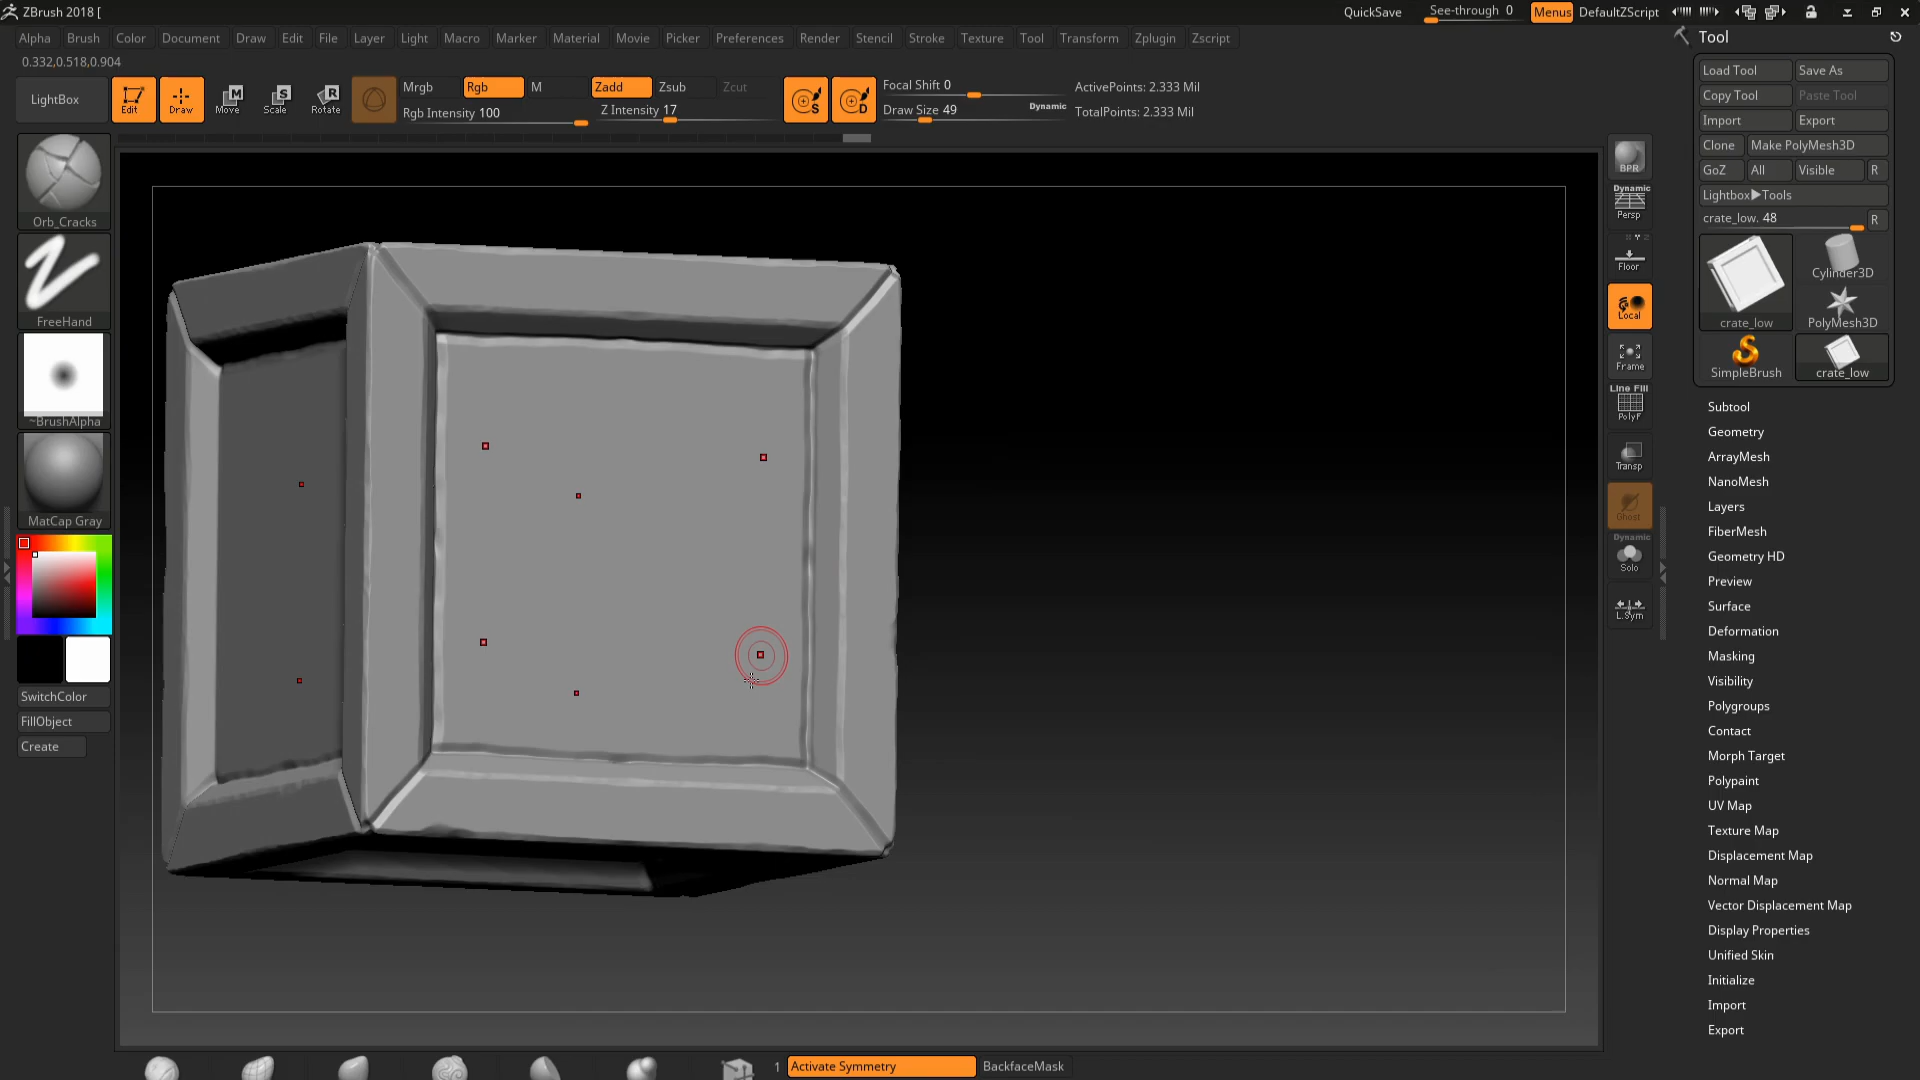 ZBrush 2018 [
QuickSave See-through 0 Menus DefaultZScript
Alpha Brush Color Document Draw Edit File Layer Light Macro Marker Material Movie Picker Preferences Render Stencil Stroke Texture Tool Transform Zplugin Zscript
0.332,0.518,0.904
LightBox Edit Draw Move Scale Rotate
M S R
Mrgb Rgb M Zadd Zsub Zcut
Rgb Intensity 100 Z Intensity 17
S D
Focal Shift 0
Draw Size 49 Dynamic
ActivePoints: 2.333 Mil
TotalPoints: 2.333 Mil
Orb_Cracks
FreeHand
~BrushAlpha
MatCap Gray
SwitchColor
FillObject
Create
BPR
Dynamic
Persp
Floor
Local
Frame
Line Fill
PolyF
Transp
Ghost
Dynamic
Solo
L.Sym
Tool
Load Tool Save As
Copy Tool Paste Tool
Import Export
Clone Make PolyMesh3D
GoZ All Visible R
Lightbox▶Tools
crate_low. 48 R
crate_low Cylinder3D
PolyMesh3D
SimpleBrush crate_low
Subtool
Geometry
ArrayMesh
NanoMesh
Layers
FiberMesh
Geometry HD
Preview
Surface
Deformation
Masking
Visibility
Polygroups
Contact
Morph Target
Polypaint
UV Map
Texture Map
Displacement Map
Normal Map
Vector Displacement Map
Display Properties
Unified Skin
Initialize
Import
Export
1 Activate Symmetry BackfaceMask